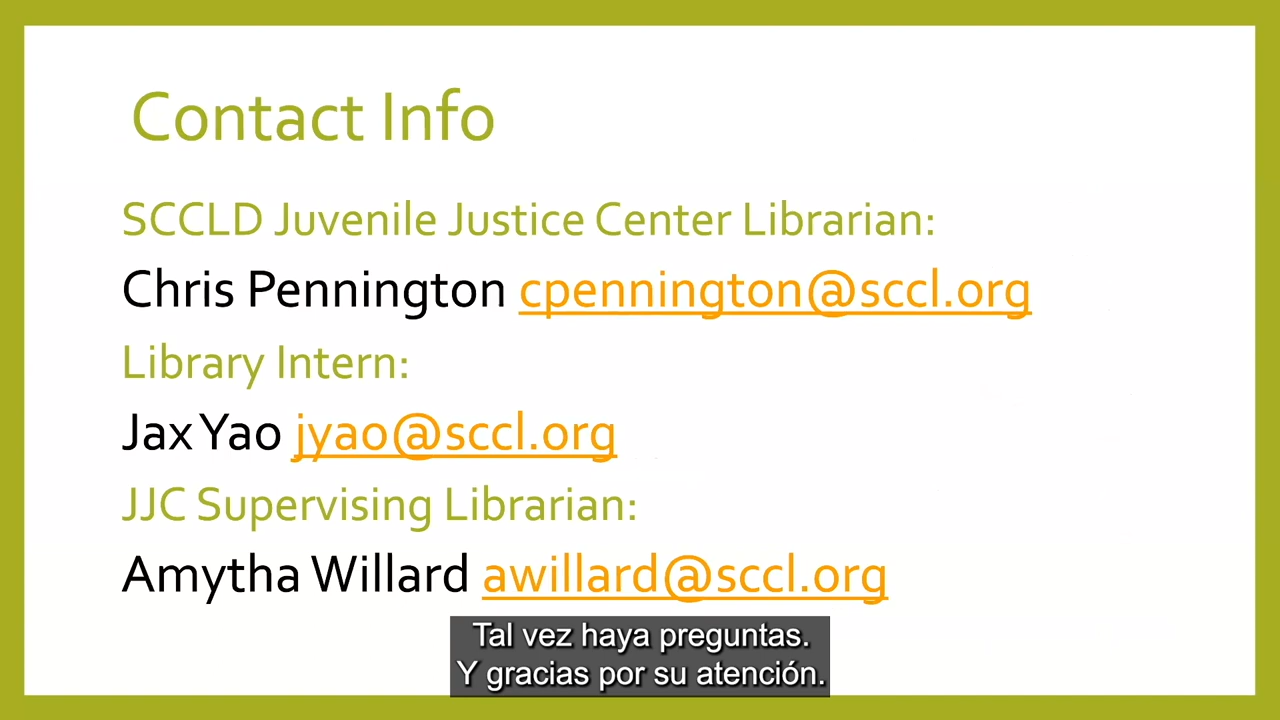 Contact Info
SCCLD Juvenile Justice Center Librarian:
Chris Pennington cpennington@sccl.org
Library Intern:
Jax Yao jyao@sccl.org
JJC Supervising Librarian:
Amytha Willard awillard@sccl.org
Tal vez haya preguntas.
Y gracias por su atención.